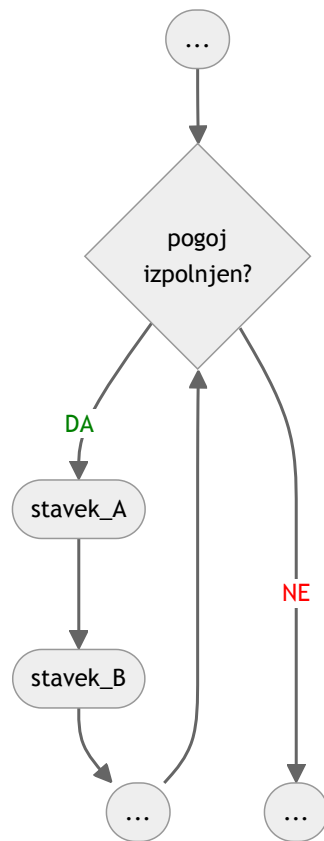 ...
pogoj
izpolnjen?
DA
stavek_A
NE
stavek_B
...
...